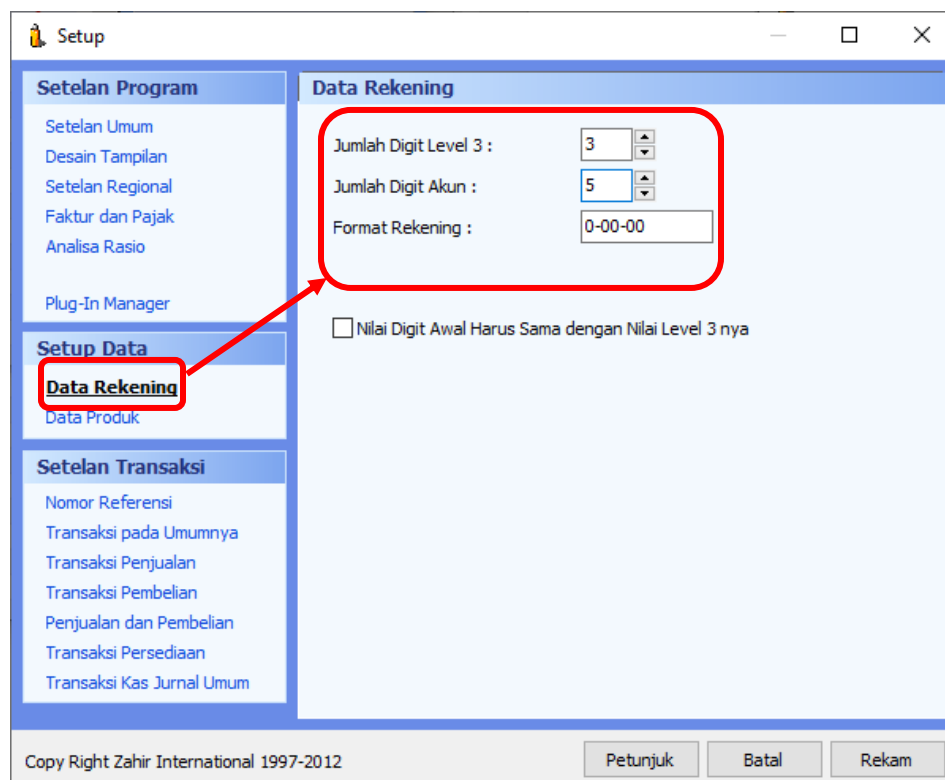 Setup
Setelan Program
Setelan Umum
Desain Tampilan
Setelan Regional
Faktur dan Pajak
Analisa Rasio
Plug-In Manager
Setup Data
Data Rekening
Data Produk
Setelan Transaksi
Nomor Referensi
Transaksi pada Umumnya
Transaksi Penjualan
Transaksi Pembelian
Penjualan dan Pembelian
Transaksi Persediaan
Transaksi Kas Jurnal Umum
Data Rekening
Jumlah Digit Level 3 : 3
Jumlah Digit Akun : 5
Format Rekening : 0-00-00
Nilai Digit Awal Harus Sama dengan Nilai Level 3 nya
Copy Right Zahir International 1997-2012
Petunjuk Batal Rekam